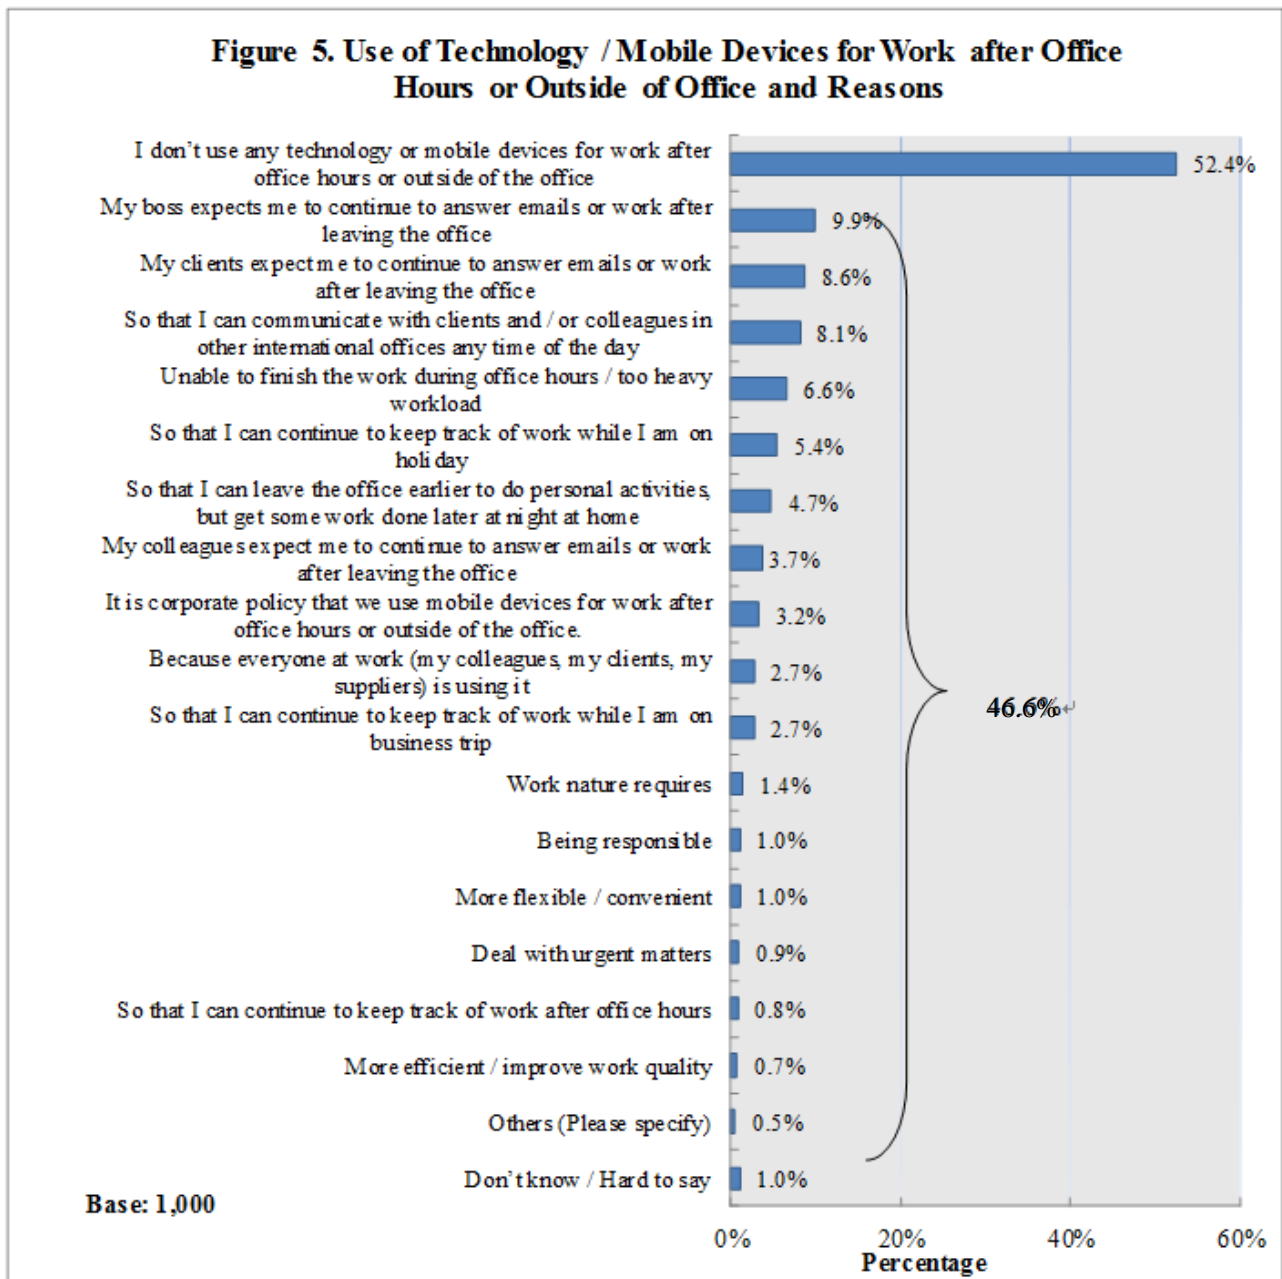 Figure 5. Use of Technology / Mobile Devices for Work after Office
Hours or Outside of Office and Reasons
I don't use any technology or mobile devices for work after
office hours or outside of the office
52.4%
My boss expects me to continue to answer emails or work after
leaving the office
9.9%
My clients expect me to continue to answer emails or work
after leaving the office
8.6%
So that I can communicate with clients and / or colleagues in
other international offices any time of the day
8.1%
Unable to finish the work during office hours / too heavy
workload
6.6%
So that I can continue to keep track of work while I am on
holiday
5.4%
So that I can leave the office earlier to do personal activities,
but get some work done later at night at home
4.7%
My colleagues expect me to continue to answer emails or work
after leaving the office
3.7%
It is corporate policy that we use mobile devices for work after
office hours or outside of the office.
3.2%
Because everyone at work (my colleagues, my clients, my
suppliers) is using it
2.7%
46.6%↵
So that I can continue to keep track of work while I am on
business trip
2.7%
Work nature requires
1.4%
Being responsible
1.0%
More flexible / convenient
1.0%
Deal with urgent matters
0.9%
So that I can continue to keep track of work after office hours
0.8%
More efficient / improve work quality
0.7%
Others (Please specify)
0.5%
Don't know / Hard to say
1.0%
Base: 1,000
0%
20%
40%
60%
Percentage